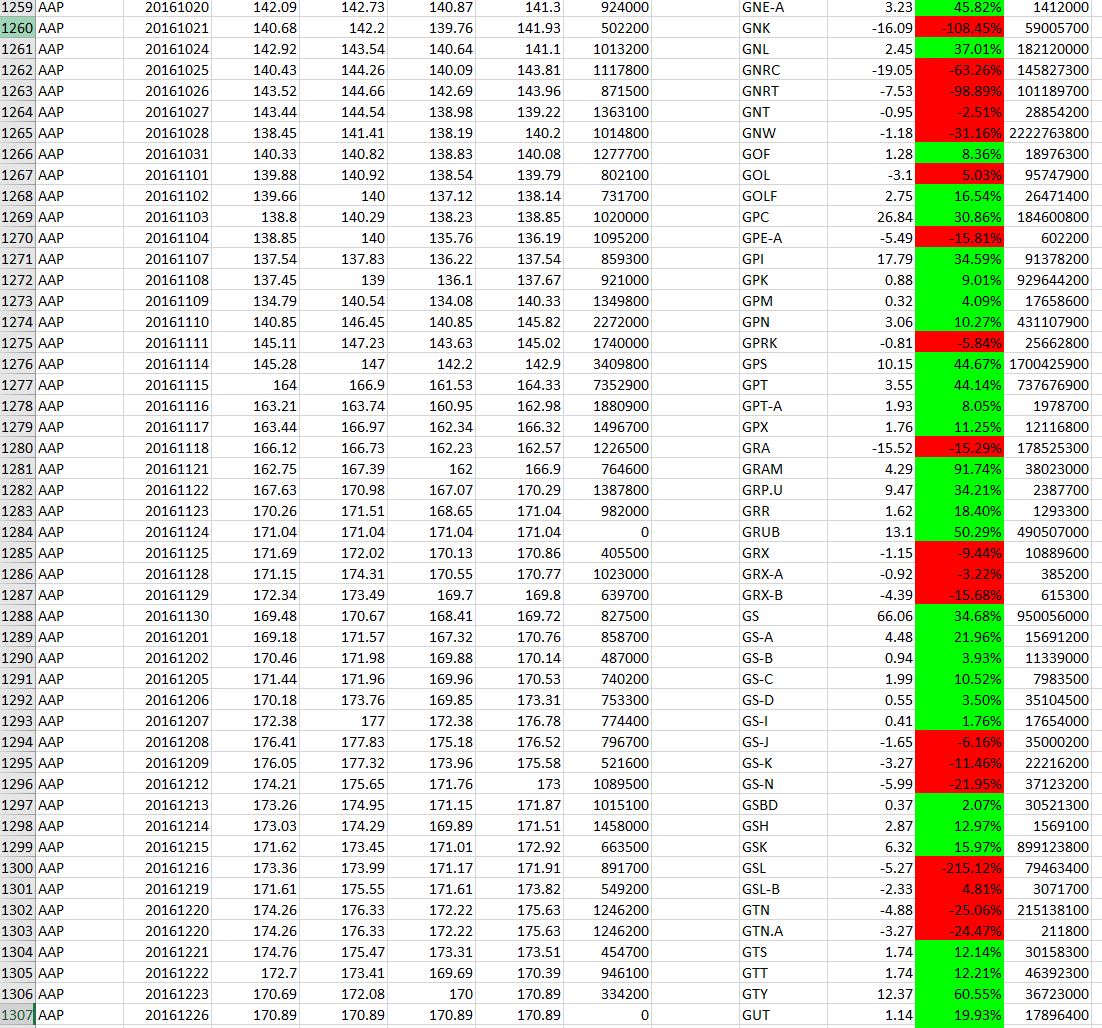 1259 AAP 20161020 142.09 142.73 140.87 141.3 924000 GNE-A 3.23 45.82% 1412000
1260 AAP 20161021 140.68 142.2 139.76 141.93 502200 GNK -16.09 -108.45% 59005700
1261 AAP 20161024 142.92 143.54 140.64 141.1 1013200 GNL 2.45 37.01% 182120000
1262 AAP 20161025 140.43 144.26 140.09 143.81 1117800 GNRC -19.05 -63.26% 145827300
1263 AAP 20161026 143.52 144.66 142.69 143.96 871500 GNRT -7.53 -98.89% 101189700
1264 AAP 20161027 143.44 144.54 138.98 139.22 1363100 GNT -0.95 -2.51% 28854200
1265 AAP 20161028 138.45 141.41 138.19 140.2 1014800 GNW -1.18 -31.16% 2222763800
1266 AAP 20161031 140.33 140.82 138.83 140.08 1277700 GOF 1.28 8.36% 18976300
1267 AAP 20161101 139.88 140.92 138.54 139.79 802100 GOL -3.1 5.03% 95747900
1268 AAP 20161102 139.66 140 137.12 138.14 731700 GOLF 2.75 16.54% 26471400
1269 AAP 20161103 138.8 140.29 138.23 138.85 1020000 GPC 26.84 30.86% 184600800
1270 AAP 20161104 138.85 140 135.76 136.19 1095200 GPE-A -5.49 -15.81% 602200
1271 AAP 20161107 137.54 137.83 136.22 137.54 859300 GPI 17.79 34.59% 91378200
1272 AAP 20161108 137.45 139 136.1 137.67 921000 GPK 0.88 9.01% 929644200
1273 AAP 20161109 134.79 140.54 134.08 140.33 1349800 GPM 0.32 4.09% 17658600
1274 AAP 20161110 140.85 146.45 140.85 145.82 2272000 GPN 3.06 10.27% 431107900
1275 AAP 20161111 145.11 147.23 143.63 145.02 1740000 GPRK -0.81 -5.84% 25662800
1276 AAP 20161114 145.28 147 142.2 142.9 3409800 GPS 10.15 44.67% 1700425900
1277 AAP 20161115 164 166.9 161.53 164.33 7352900 GPT 3.55 44.14% 737676900
1278 AAP 20161116 163.21 163.74 160.95 162.98 1880900 GPT-A 1.93 8.05% 1978700
1279 AAP 20161117 163.44 166.97 162.34 166.32 1496700 GPX 1.76 11.25% 12116800
1280 AAP 20161118 166.12 166.73 162.23 162.57 1226500 GRA -15.52 -15.29% 178525300
1281 AAP 20161121 162.75 167.39 162 166.9 764600 GRAM 4.29 91.74% 38023000
1282 AAP 20161122 167.63 170.98 167.07 170.29 1387800 GRP.U 9.47 34.21% 2387700
1283 AAP 20161123 170.26 171.51 168.65 171.04 982000 GRR 1.62 18.40% 1293300
1284 AAP 20161124 171.04 171.04 171.04 171.04 0 GRUB 13.1 50.29% 490507000
1285 AAP 20161125 171.69 172.02 170.13 170.86 405500 GRX -1.15 -9.44% 10889600
1286 AAP 20161128 171.15 174.31 170.55 170.77 1023000 GRX-A -0.92 -3.22% 385200
1287 AAP 20161129 172.34 173.49 169.7 169.8 639700 GRX-B -4.39 -15.68% 615300
1288 AAP 20161130 169.48 170.67 168.41 169.72 827500 GS 66.06 34.68% 950056000
1289 AAP 20161201 169.18 171.57 167.32 170.76 858700 GS-A 4.48 21.96% 15691200
1290 AAP 20161202 170.46 171.98 169.88 170.14 487000 GS-B 0.94 3.93% 11339000
1291 AAP 20161205 171.44 171.96 169.96 170.53 740200 GS-C 1.99 10.52% 7983500
1292 AAP 20161206 170.18 173.76 169.85 173.31 753300 GS-D 0.55 3.50% 35104500
1293 AAP 20161207 172.38 177 172.38 176.78 774400 GS-I 0.41 1.76% 17654000
1294 AAP 20161208 176.41 177.83 175.18 176.52 796700 GS-J -1.65 -6.16% 35000200
1295 AAP 20161209 176.05 177.32 173.96 175.58 521600 GS-K -3.27 -11.46% 22216200
1296 AAP 20161212 174.21 175.65 171.76 173 1089500 GS-N -5.99 -21.95% 37123200
1297 AAP 20161213 173.26 174.95 171.15 171.87 1015100 GSBD 0.37 2.07% 30521300
1298 AAP 20161214 173.03 174.29 169.89 171.51 1458000 GSH 2.87 12.97% 1569100
1299 AAP 20161215 171.62 173.45 171.01 172.92 663500 GSK 6.32 15.97% 899123800
1300 AAP 20161216 173.36 173.99 171.17 171.91 891700 GSL -5.27 -215.12% 79463400
1301 AAP 20161219 171.61 175.55 171.61 173.82 549200 GSL-B -2.33 4.81% 3071700
1302 AAP 20161220 174.26 176.33 172.22 175.63 1246200 GTN -4.88 -25.06% 215138100
1303 AAP 20161220 174.26 176.33 172.22 175.63 1246200 GTN.A -3.27 -24.47% 211800
1304 AAP 20161221 174.76 175.47 173.31 173.51 454700 GTS 1.74 12.14% 30158300
1305 AAP 20161222 172.7 173.41 169.69 170.39 946100 GTT 1.74 12.21% 46392300
1306 AAP 20161223 170.69 172.08 170 170.89 334200 GTY 12.37 60.55% 36723000
1307 AAP 20161226 170.89 170.89 170.89 170.89 0 GUT 1.14 19.93% 17896400